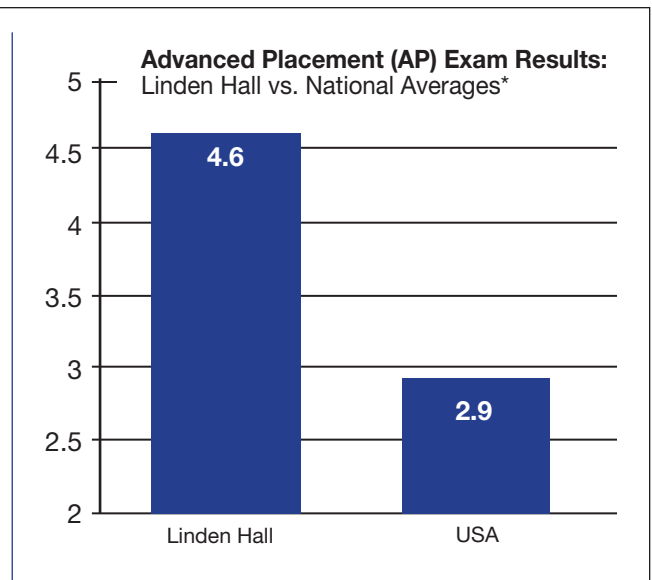 Advanced Placement (AP) Exam Results:
Linden Hall vs. National Averages*
5
4.5
4
3.5
3
2.5
2
4.6
2.9
Linden Hall
USA